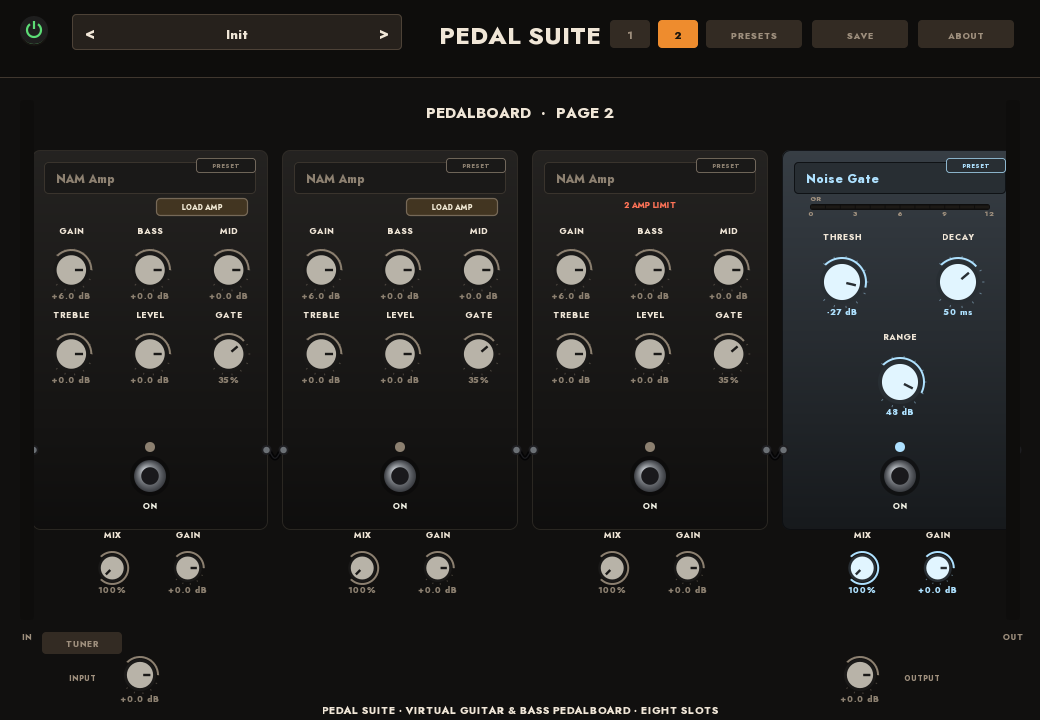 < Init > PEDAL SUITE 1 2 PRESETS SAVE ABOUT
PEDALBOARD · PAGE 2
PRESET PRESET PRESET PRESET
NAM Amp NAM Amp NAM Amp Noise Gate
LOAD AMP LOAD AMP 2 AMP LIMIT GR
0 3 6 9 12
GAIN BASS MID GAIN BASS MID GAIN BASS MID THRESH DECAY
+6.0 dB +0.0 dB +0.0 dB +6.0 dB +0.0 dB +0.0 dB +6.0 dB +0.0 dB +0.0 dB
-27 dB 50 ms
TREBLE LEVEL GATE TREBLE LEVEL GATE TREBLE LEVEL GATE
RANGE
+0.0 dB +0.0 dB 35% +0.0 dB +0.0 dB 35% +0.0 dB +0.0 dB 35%
48 dB
ON ON ON ON
MIX GAIN MIX GAIN MIX GAIN MIX GAIN
100% +0.0 dB 100% +0.0 dB 100% +0.0 dB 100% +0.0 dB
IN TUNER OUT
INPUT OUTPUT
+0.0 dB +0.0 dB
PEDAL SUITE · VIRTUAL GUITAR & BASS PEDALBOARD · EIGHT SLOTS